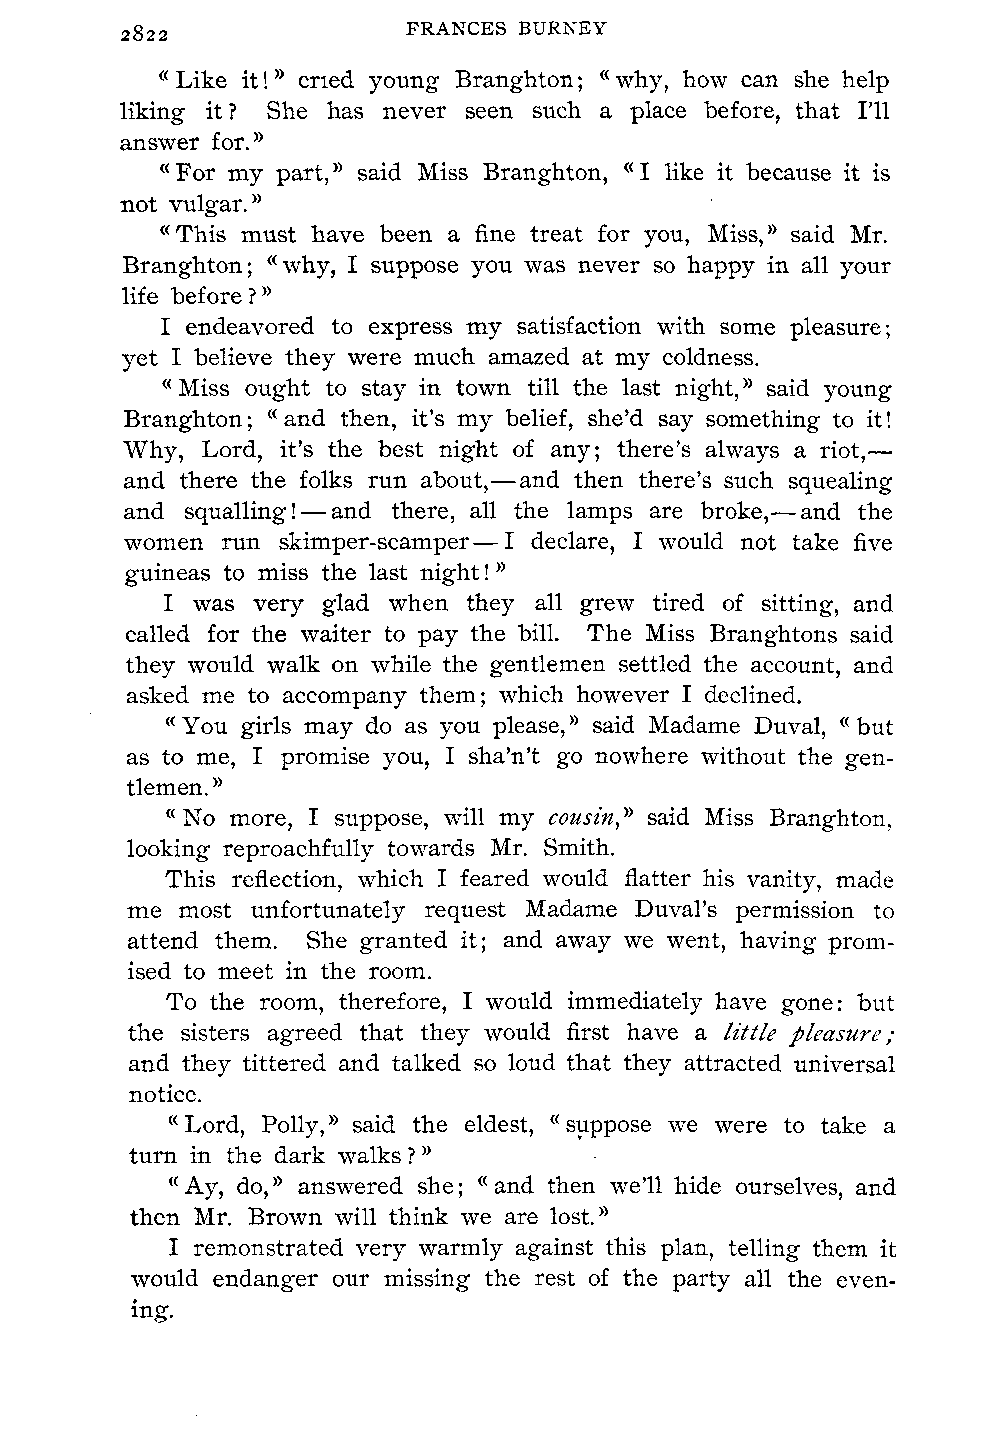 2822 FRANCES BURNEY
« Like it! » cried young Branghton; « why, how can she help
liking it? She has never seen such a place before, that I'll
answer for. »
« For my part, » said Miss Branghton, « I like it because it is
not vulgar. »
« This must have been a fine treat for you, Miss, » said Mr.
Branghton; « why, I suppose you was never so happy in all your
life before? »
I endeavored to express my satisfaction with some pleasure;
yet I believe they were much amazed at my coldness.
« Miss ought to stay in town till the last night, » said young
Branghton; « and then, it's my belief, she'd say something to it!
Why, Lord, it's the best night of any; there's always a riot,—
and there the folks run about,—and then there's such squealing
and squalling!—and there, all the lamps are broke,—and the
women run skimper-scamper—I declare, I would not take five
guineas to miss the last night! »
I was very glad when they all grew tired of sitting, and
called for the waiter to pay the bill. The Miss Branghtons said
they would walk on while the gentlemen settled the account, and
asked me to accompany them; which however I declined.
« You girls may do as you please, » said Madame Duval, « but
as to me, I promise you, I sha'n't go nowhere without the gen-
tlemen. »
« No more, I suppose, will my cousin, » said Miss Branghton,
looking reproachfully towards Mr. Smith.
This reflection, which I feared would flatter his vanity, made
me most unfortunately request Madame Duval's permission to
attend them. She granted it; and away we went, having prom-
ised to meet in the room.
To the room, therefore, I would immediately have gone: but
the sisters agreed that they would first have a little pleasure;
and they tittered and talked so loud that they attracted universal
notice.
« Lord, Polly, » said the eldest, « suppose we were to take a
turn in the dark walks? »
« Ay, do, » answered she; « and then we'll hide ourselves, and
then Mr. Brown will think we are lost. »
I remonstrated very warmly against this plan, telling them it
would endanger our missing the rest of the party all the even-
ing.